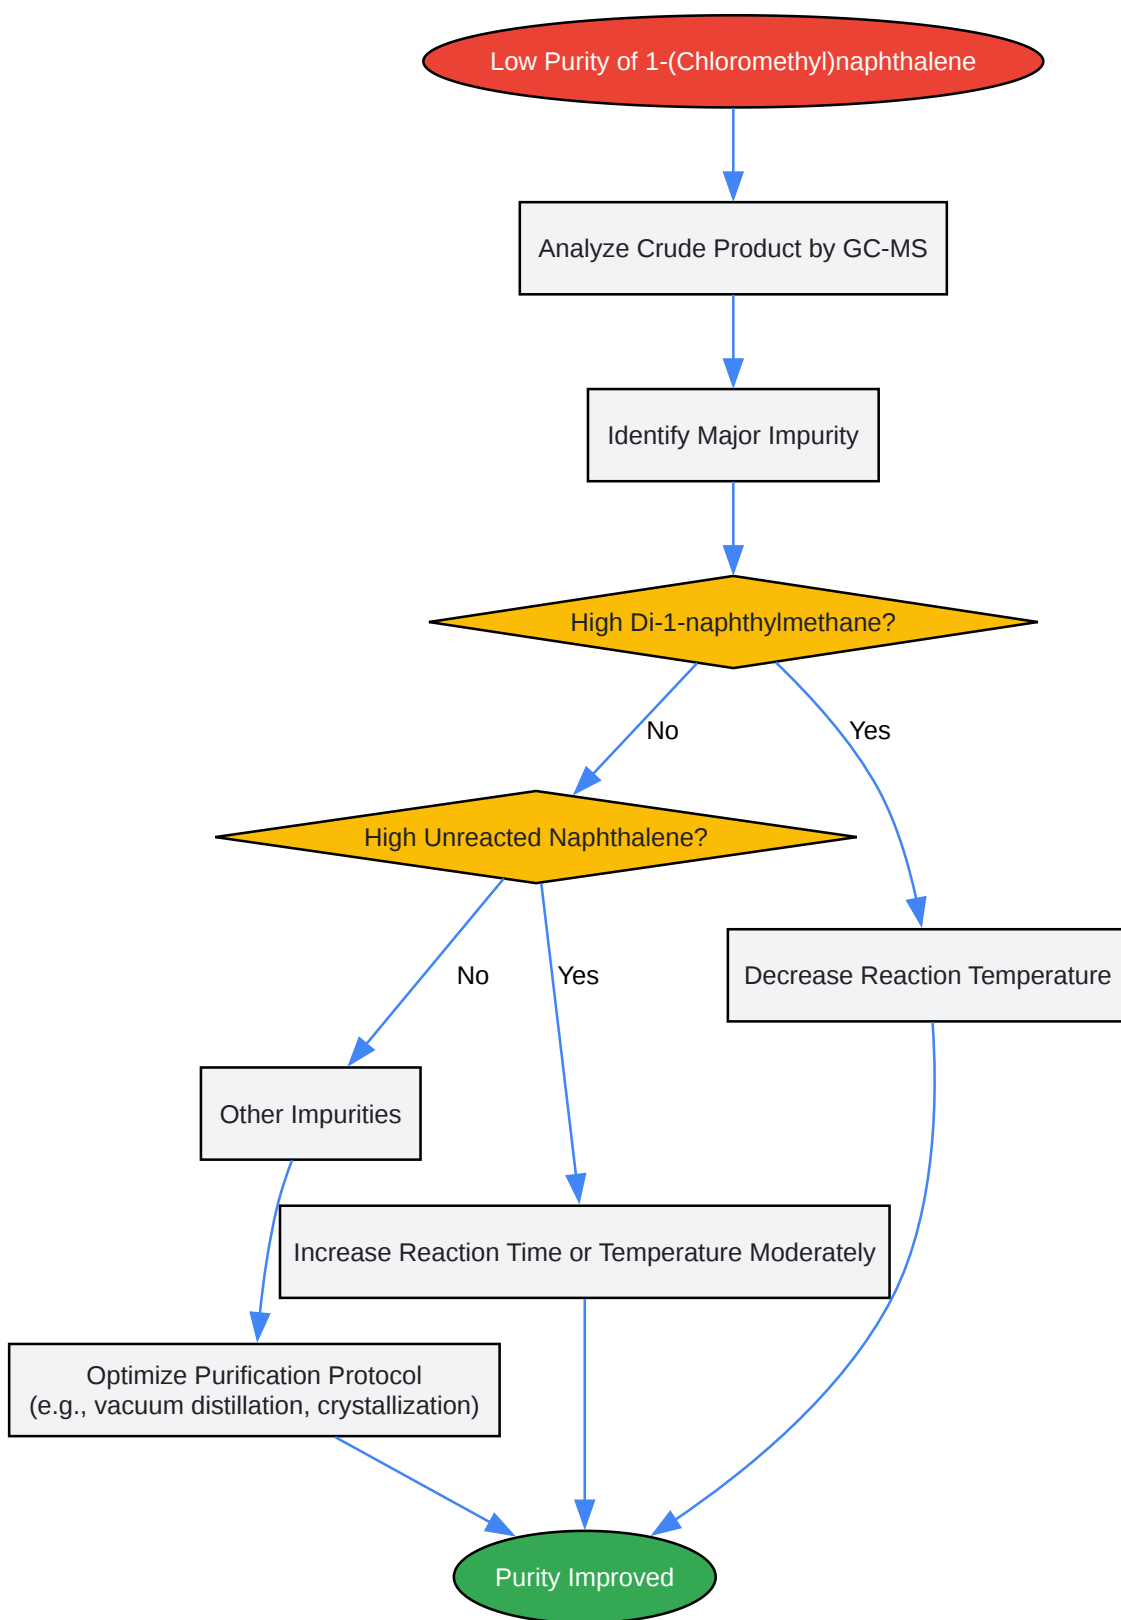 Low Purity of 1-(Chloromethyl)naphthalene
Analyze Crude Product by GC-MS
Identify Major Impurity
High Di-1-naphthylmethane?
No
Yes
High Unreacted Naphthalene?
No
Yes
Decrease Reaction Temperature
Other Impurities
Increase Reaction Time or Temperature Moderately
Optimize Purification Protocol
(e.g., vacuum distillation, crystallization)
Purity Improved